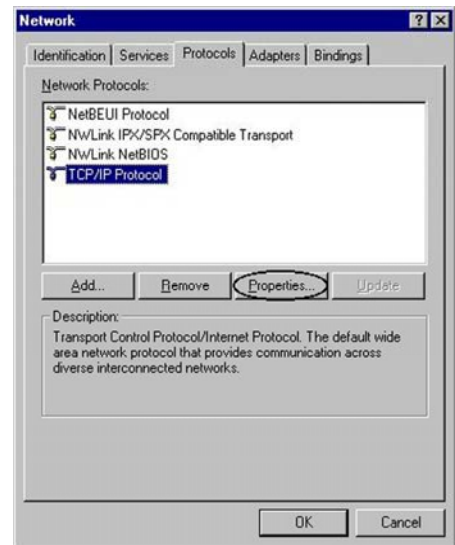 Network
Identification Services Protocols Adapters Bindings
Network Protocols:
NetBEUI Protocol
NWLink IPX/SPX Compatible Transport
NWLink NetBIOS
TCP/IP Protocol
Add... Remove Properties... Update
Description:
Transport Control Protocol/Internet Protocol. The default wide
area network protocol that provides communication across
diverse interconnected networks.
OK Cancel